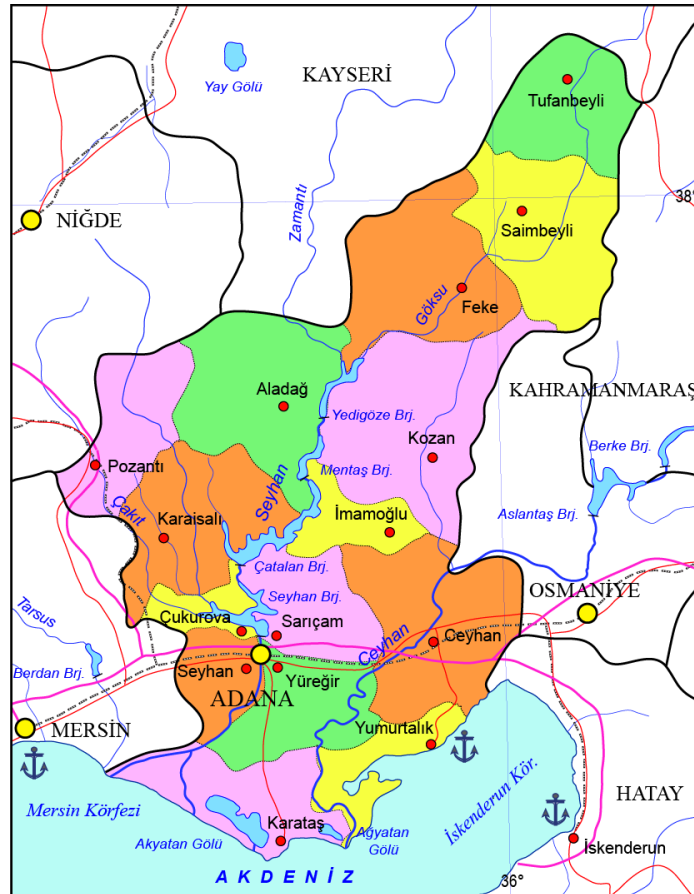 KAYSERİ
Yay Gölü
Tufanbeyli
38°
NİĞDE
Zamantı
Saimbeyli
Göksu
Feke
Aladağ
KAHRAMANMARAŞ
Yedigöze Brj.
Kozan
Berke Brj.
Pozantı
Mentaş Brj.
Seyhan
Çakıt
İmamoğlu
Aslantaş Brj.
Karaisalı
Çatalan Brj.
OSMANİYE
Seyhan Brj.
Tarsus
Çukurova
Sarıçam
Ceyhan
Ceyhan
Berdan Brj.
Seyhan
Yüreğir
ADANA
MERSİN
Yumurtalık
Mersin Körfezi
İskenderun Kör.
HATAY
Karataş
Akyatan Gölü
Ağyatan
Gölü
İskenderun
AKDENİZ
36°